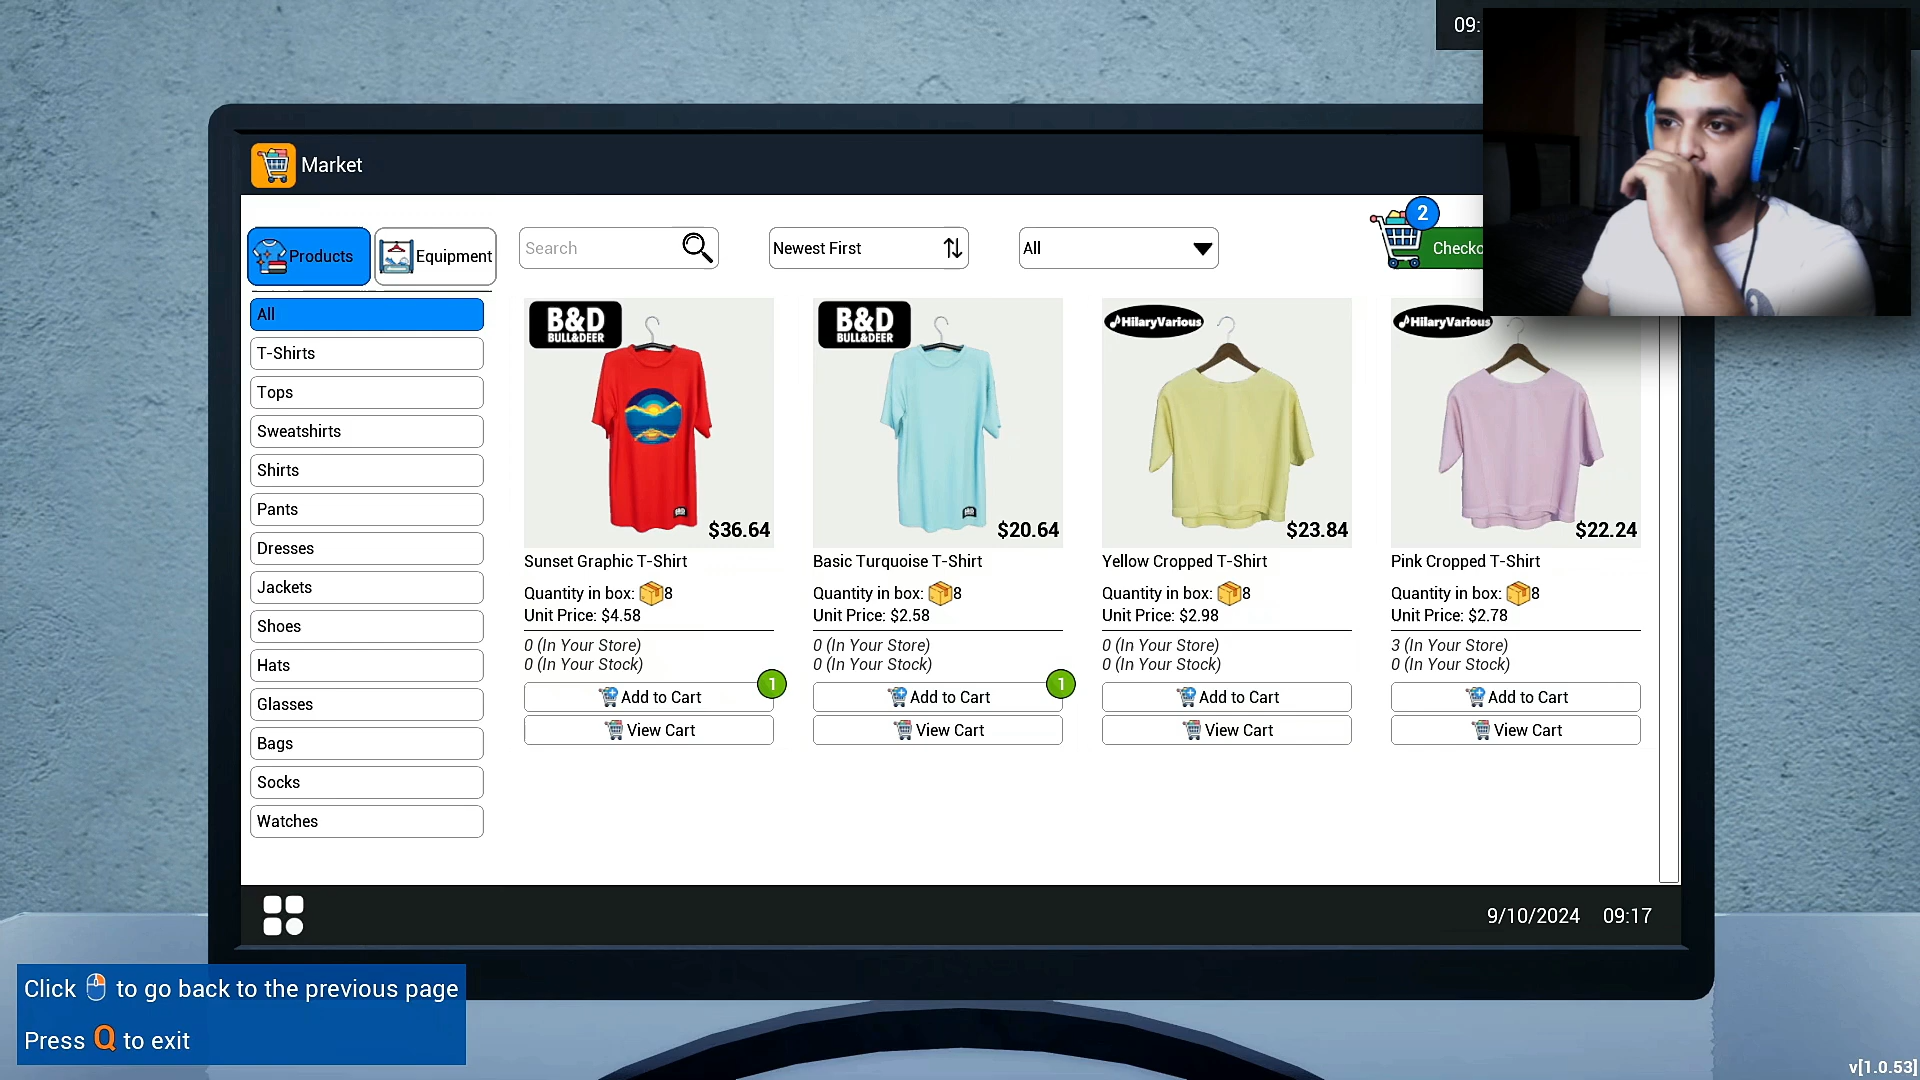 09:
Market
2
Products
Equipment
Search
Newest First
All
Checko
All
T-Shirts
Tops
Sweatshirts
Shirts
Pants
Dresses
Jackets
Shoes
Hats
Glasses
Bags
Socks
Watches
B&D
BULL&DEER
$36.64
Sunset Graphic T-Shirt
Quantity in box: 8
Unit Price: $4.58
0 (In Your Store)
0 (In Your Stock)
1
Add to Cart
View Cart
B&D
BULL&DEER
$20.64
Basic Turquoise T-Shirt
Quantity in box: 8
Unit Price: $2.58
0 (In Your Store)
0 (In Your Stock)
1
Add to Cart
View Cart
HilaryVarious
$23.84
Yellow Cropped T-Shirt
Quantity in box: 8
Unit Price: $2.98
0 (In Your Store)
0 (In Your Stock)
Add to Cart
View Cart
HilaryVarious
$22.24
Pink Cropped T-Shirt
Quantity in box: 8
Unit Price: $2.78
3 (In Your Store)
0 (In Your Stock)
Add to Cart
View Cart
9/10/2024 09:17
Click to go back to the previous page
Press Q to exit
v[1.0.53]